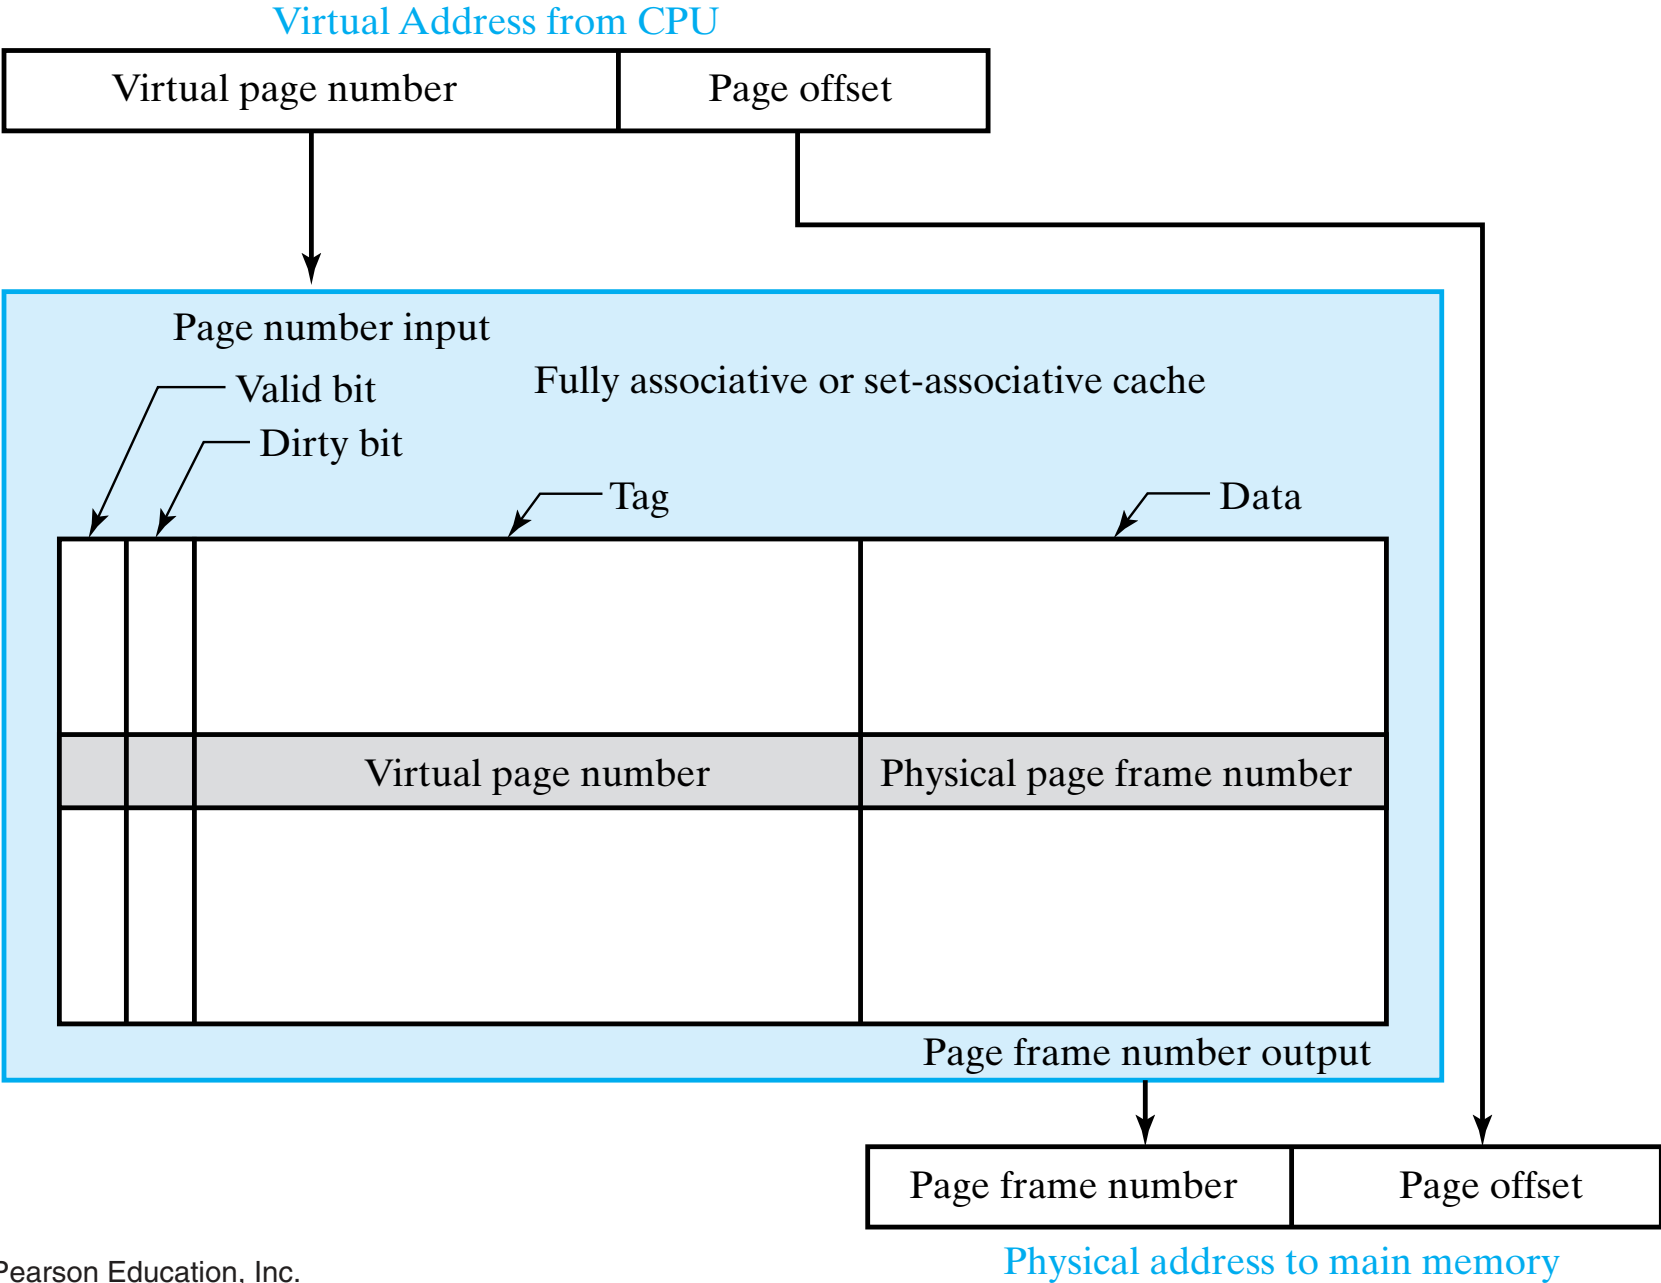 Virtual Address from CPU
Virtual page number
Page offset
Page number input
Valid bit
Fully associative or set-associative cache
Dirty bit
Tag
Data
Virtual page number
Physical page frame number
Page frame number output
Page frame number
Page offset
Physical address to main memory
Pearson Education, Inc.